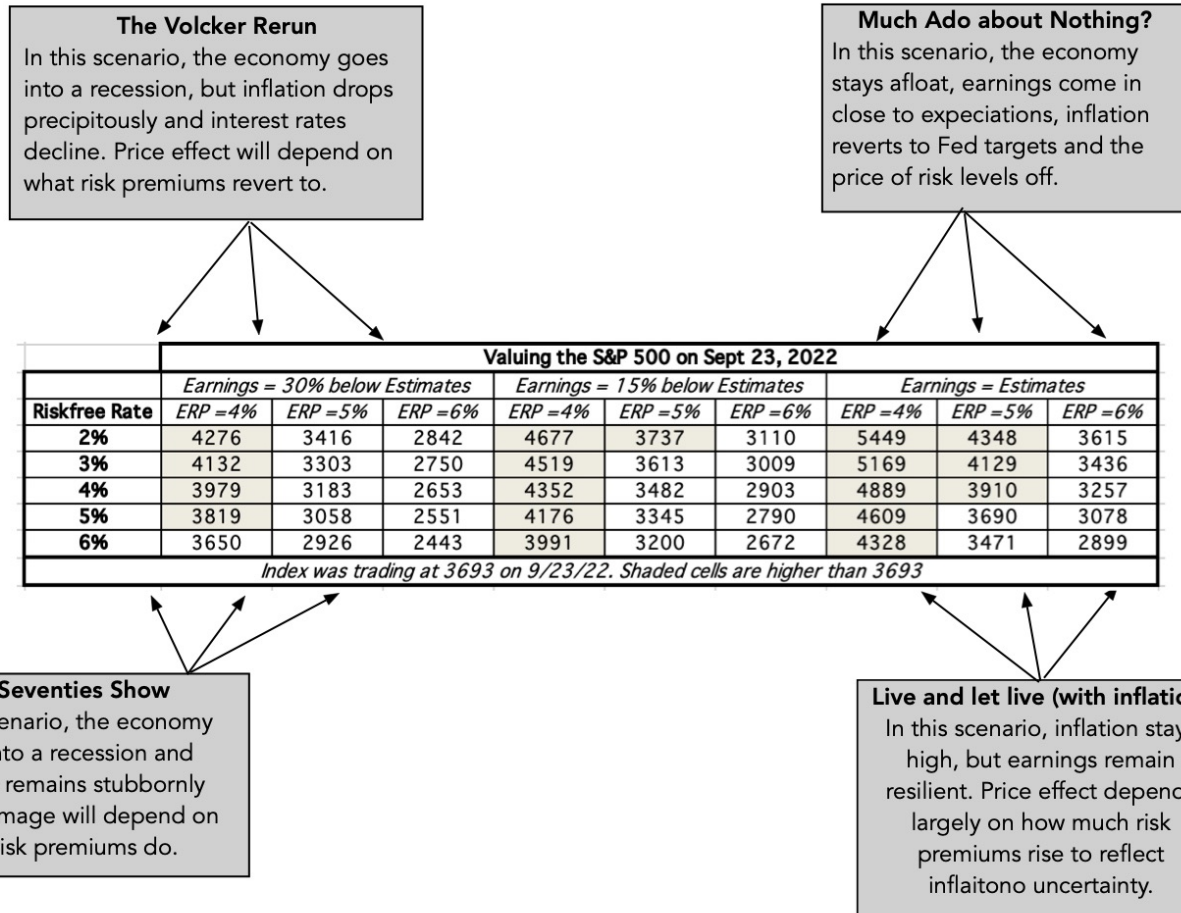 The Volcker Rerun
In this scenario, the economy goes
into a recession, but inflation drops
precipitously and interest rates
decline. Price effect will depend on
what risk premiums revert to.
Much Ado about Nothing?
In this scenario, the economy
stays afloat, earnings come in
close to expeciations, inflation
reverts to Fed targets and the
price of risk levels off.
Valuing the S&P 500 on Sept 23, 2022
Earnings = 30% below Estimates Earnings = 15% below Estimates Earnings = Estimates
Riskfree Rate ERP =4% ERP =5% ERP =6% ERP =4% ERP =5% ERP =6% ERP =4% ERP =5% ERP =6%
2% 4276 3416 2842 4677 3737 3110 5449 4348 3615
3% 4132 3303 2750 4519 3613 3009 5169 4129 3436
4% 3979 3183 2653 4352 3482 2903 4889 3910 3257
5% 3819 3058 2551 4176 3345 2790 4609 3690 3078
6% 3650 2926 2443 3991 3200 2672 4328 3471 2899
Index was trading at 3693 on 9/23/22. Shaded cells are higher than 3693
Seventies Show
the economy
into a recession and
remains stubbornly
will depend on
risk premiums do.
Live and let live (with
In this scenario, inflation
high, but earnings remain
resilient. Price effect
largely on how much risk
premiums rise to reflect
inflaitono uncertainty.